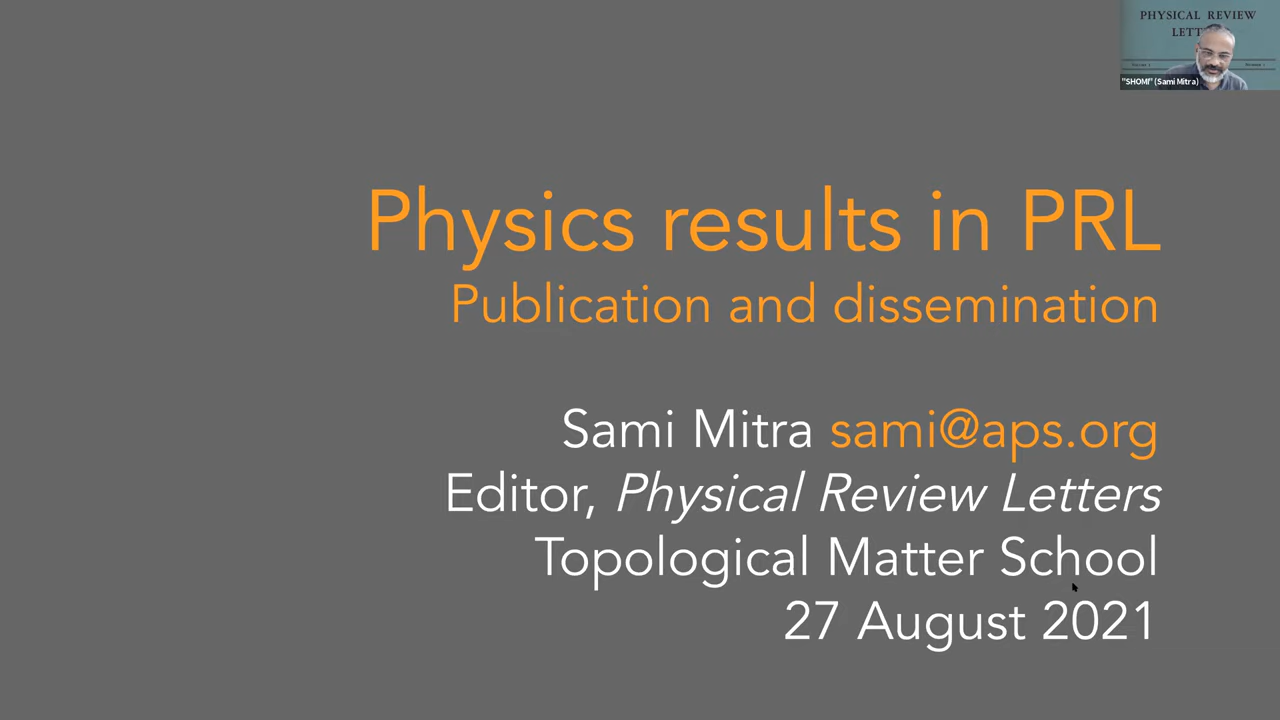 PHYSICAL REVIEW
"SHOMI" (Sami Mitra)
Physics results in PRL
Publication and dissemination
Sami Mitra sami@aps.org
Editor, Physical Review Letters
Topological Matter School
27 August 2021